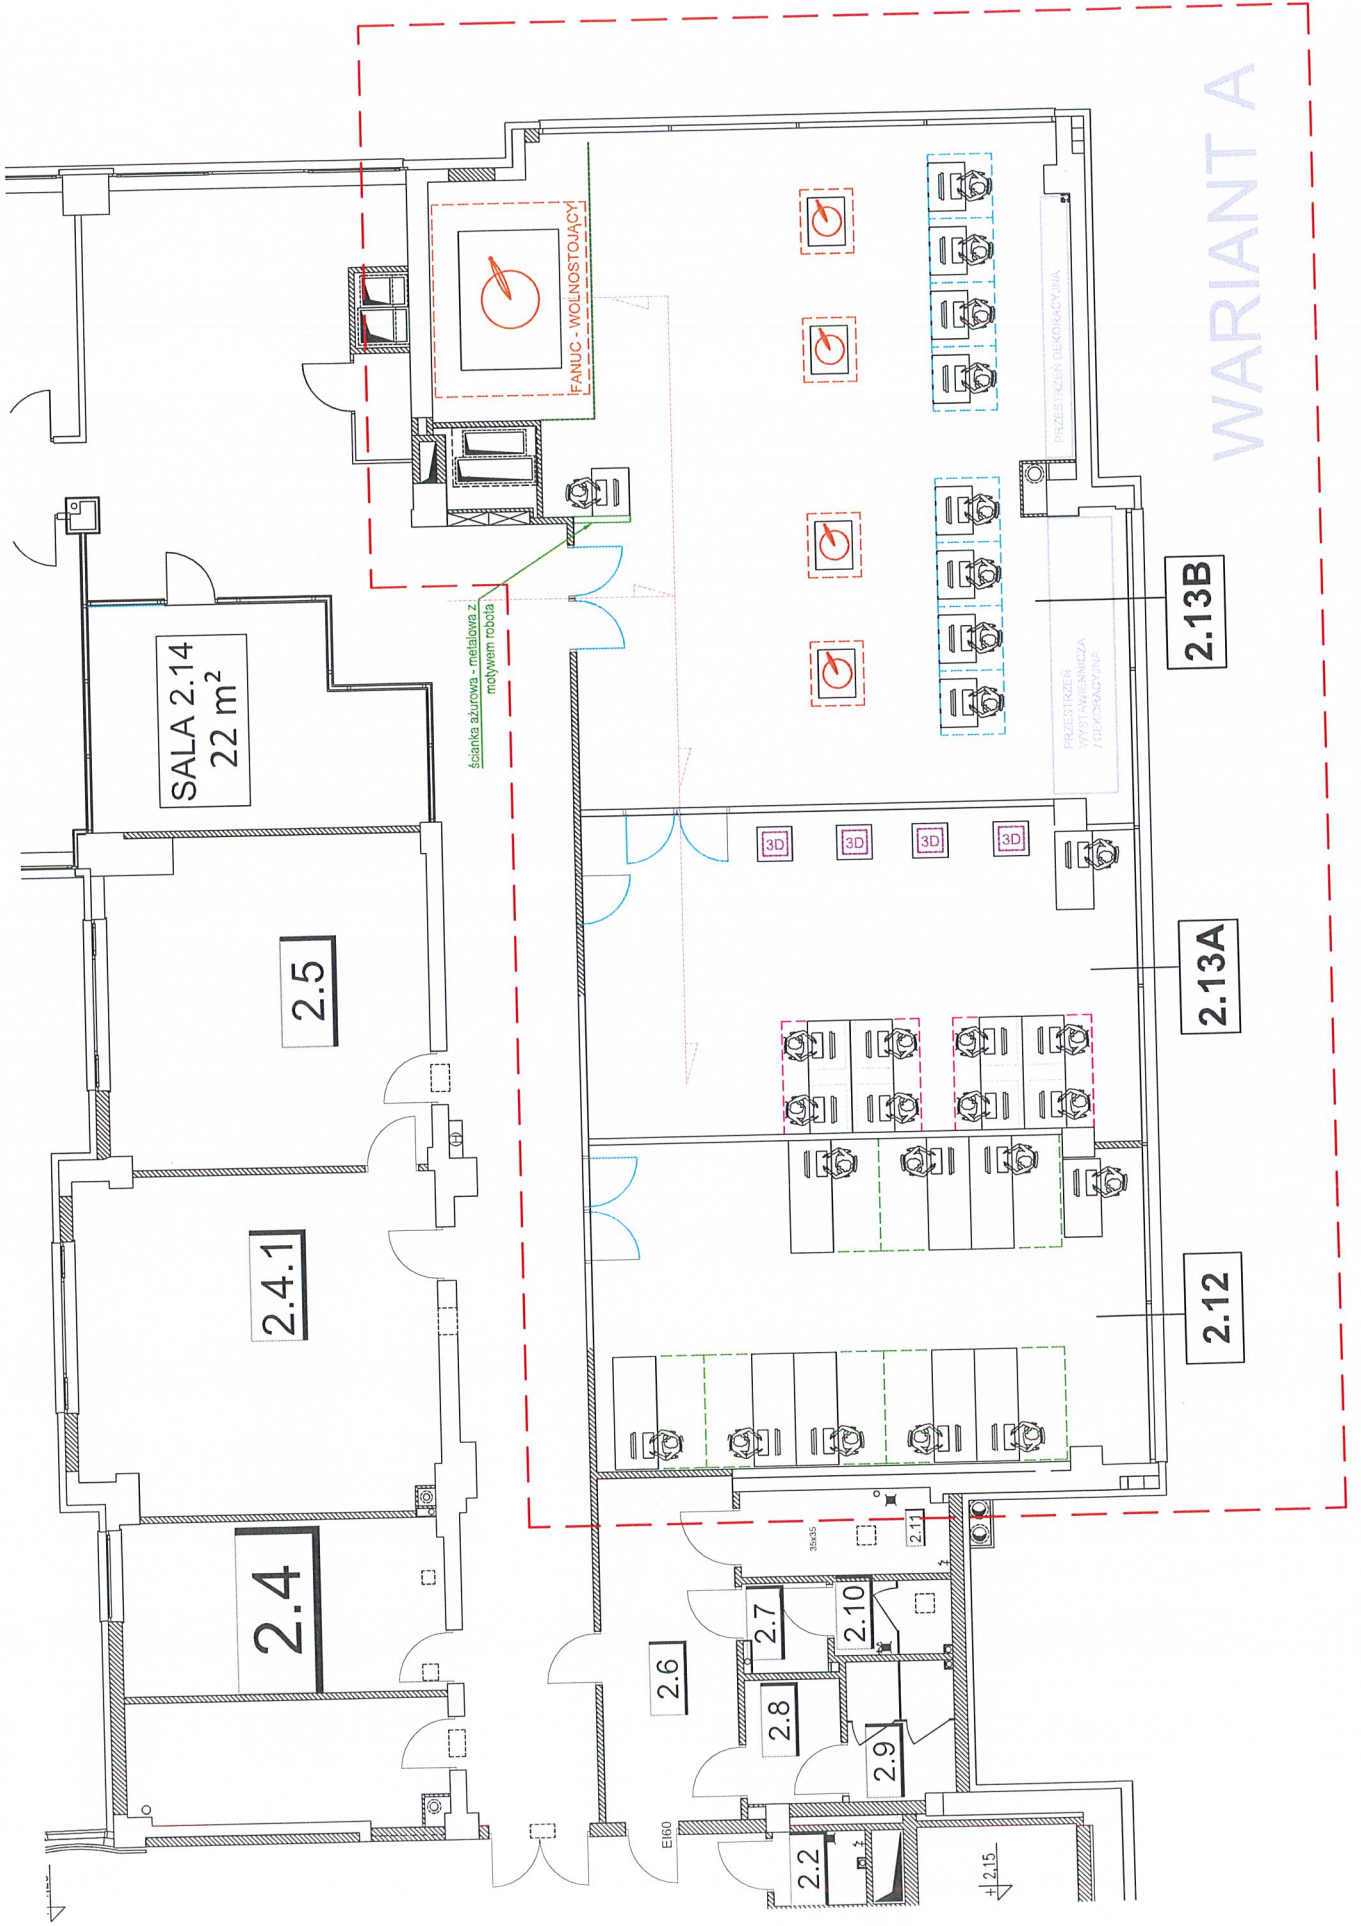 WARIANT A
FANUC - WOLNOSTOJĄCY
PRZESTRZEŃ DEKORACYJNA
PRZESTRZEŃ
WYSTAWIENNICZA
/ DEKORACYJNA
ścianka ażurowa - metalowa z
motywem robota
SALA 2.14
22 m²
2.13B
3D
3D
3D
3D
2.5
2.13A
2.4.1
2.12
2.4
35x35
2.11
2.7
2.10
2.6
2.8
2.9
EI60
2.2
± 2,15